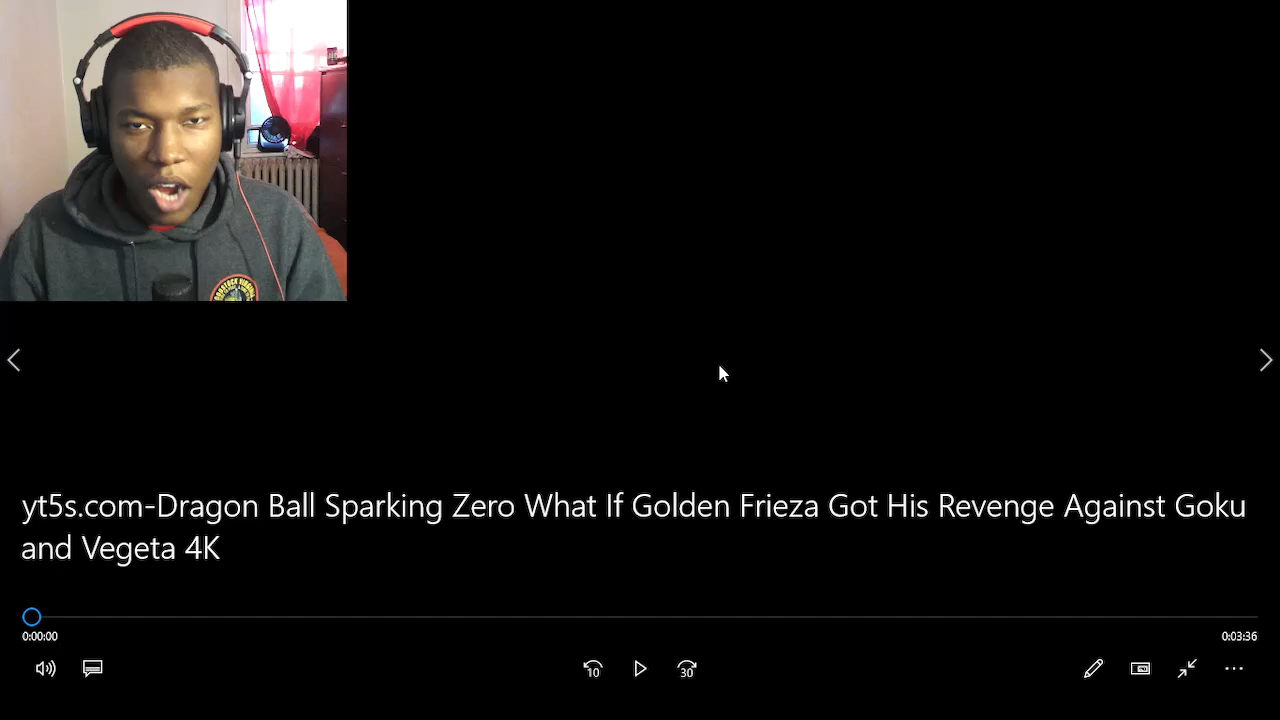 yt5s.com-Dragon Ball Sparking Zero What If Golden Frieza Got His Revenge Against Goku
and Vegeta 4K
0:00:00
0:03:36
10
30